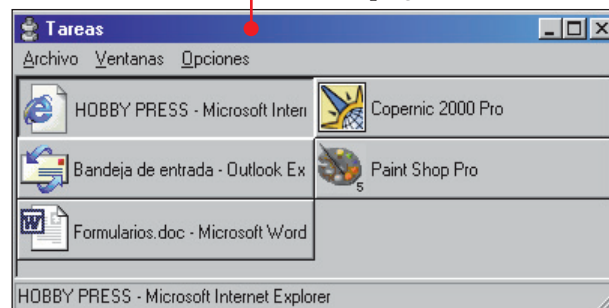 Tareas
Archivo Ventanas Opciones
HOBBY PRESS - Microsoft Intern
Copernic 2000 Pro
Bandeja de entrada - Outlook Ex
Paint Shop Pro
5
Formularios.doc - Microsoft Word
HOBBY PRESS - Microsoft Internet Explorer